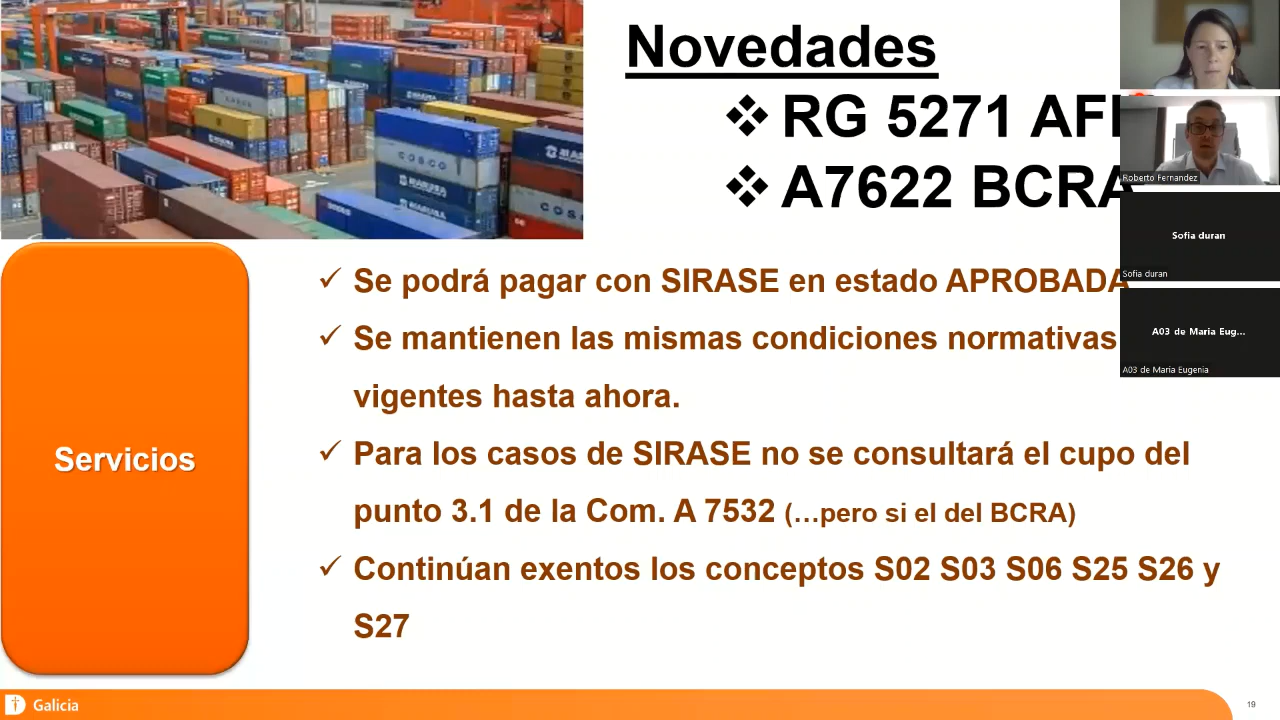 Novedades
❖ RG 5271 AFI
❖ A7622 BCRA
Roberto Fernandez
Sofia duran
Sofia duran
A03 de Maria Eug...
A03 de Maria Eugenia
✓ Se podrá pagar con SIRASE en estado APROBADA
✓ Se mantienen las mismas condiciones normativas
vigentes hasta ahora.
✓ Para los casos de SIRASE no se consultará el cupo del
punto 3.1 de la Com. A 7532 (…pero si el del BCRA)
✓ Continúan exentos los conceptos S02 S03 S06 S25 S26 y
S27
Servicios
COSCO
Galicia
19